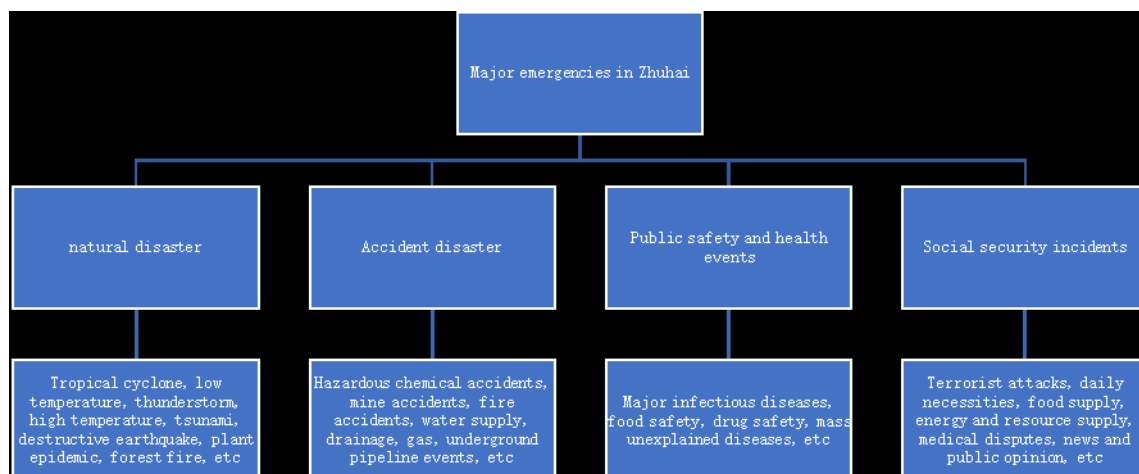 Major emergencies in Zhuhai
natural disaster
Accident disaster
Public safety and health
events
Social security incidents
Tropical cyclone, low
temperature, thunderstorm,
high temperature, tsunami,
destructive earthquake, plant
epidemic, forest fire, etc
Hazardous chemical accidents,
mine accidents, fire
accidents, water supply,
drainage, gas, underground
pipeline events, etc
Major infectious diseases,
food safety, drug safety, mass
unexplained diseases, etc
Terrorist attacks, daily
necessities, food supply,
energy and resource supply,
medical disputes, news and
public opinion, etc